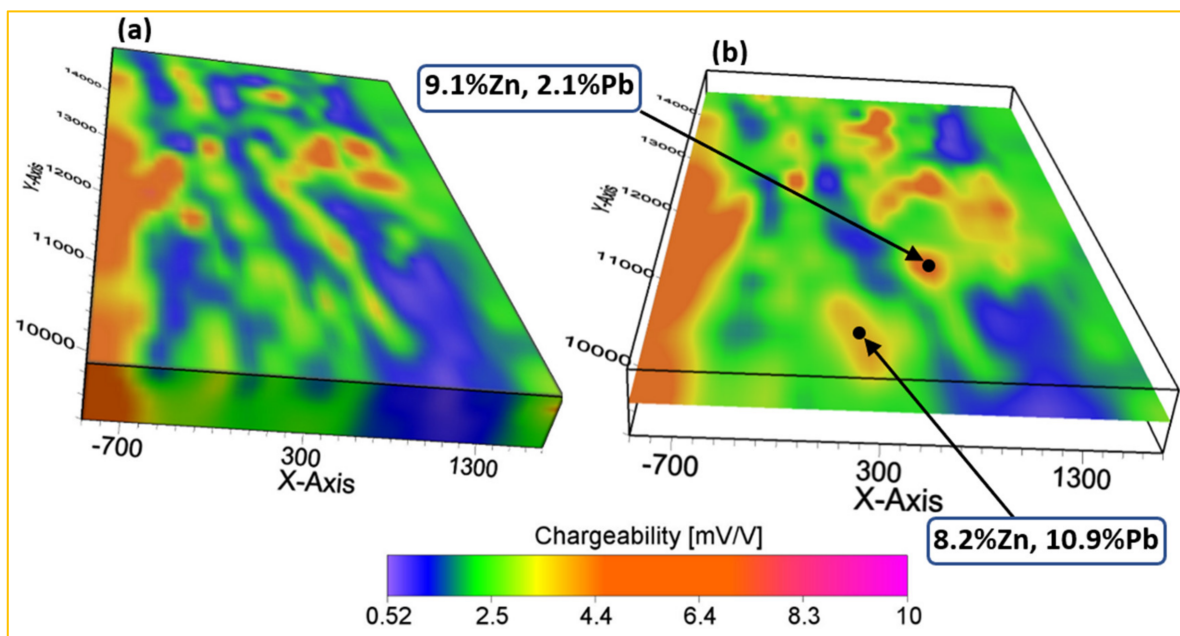 (a)
(b)
9.1%Zn, 2.1%Pb
14000
13000
12000
11000
10000
Y-Axis
-700
300
1300
X-Axis
14000
13000
12000
11000
10000
Y-Axis
-700
300
1300
X-Axis
8.2%Zn, 10.9%Pb
Chargeability [mV/V]
0.52 2.5 4.4 6.4 8.3 10